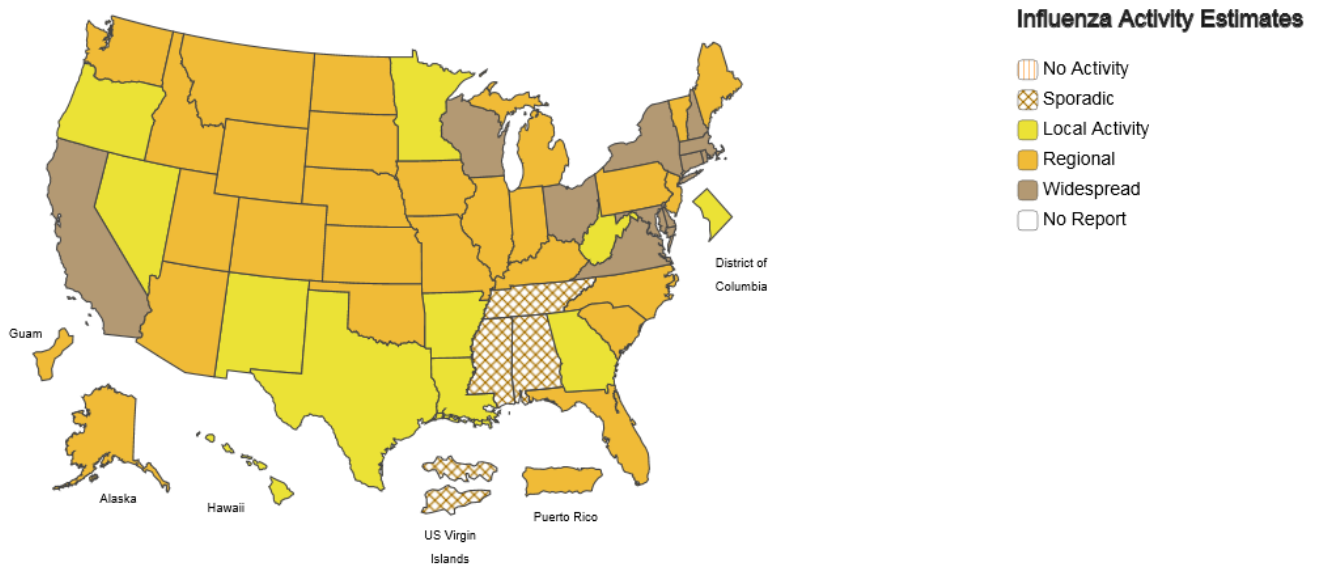 Influenza Activity Estimates
No Activity
Sporadic
Local Activity
Regional
Widespread
No Report
District of
Columbia
Guam
Alaska
Hawaii
US Virgin
Islands
Puerto Rico